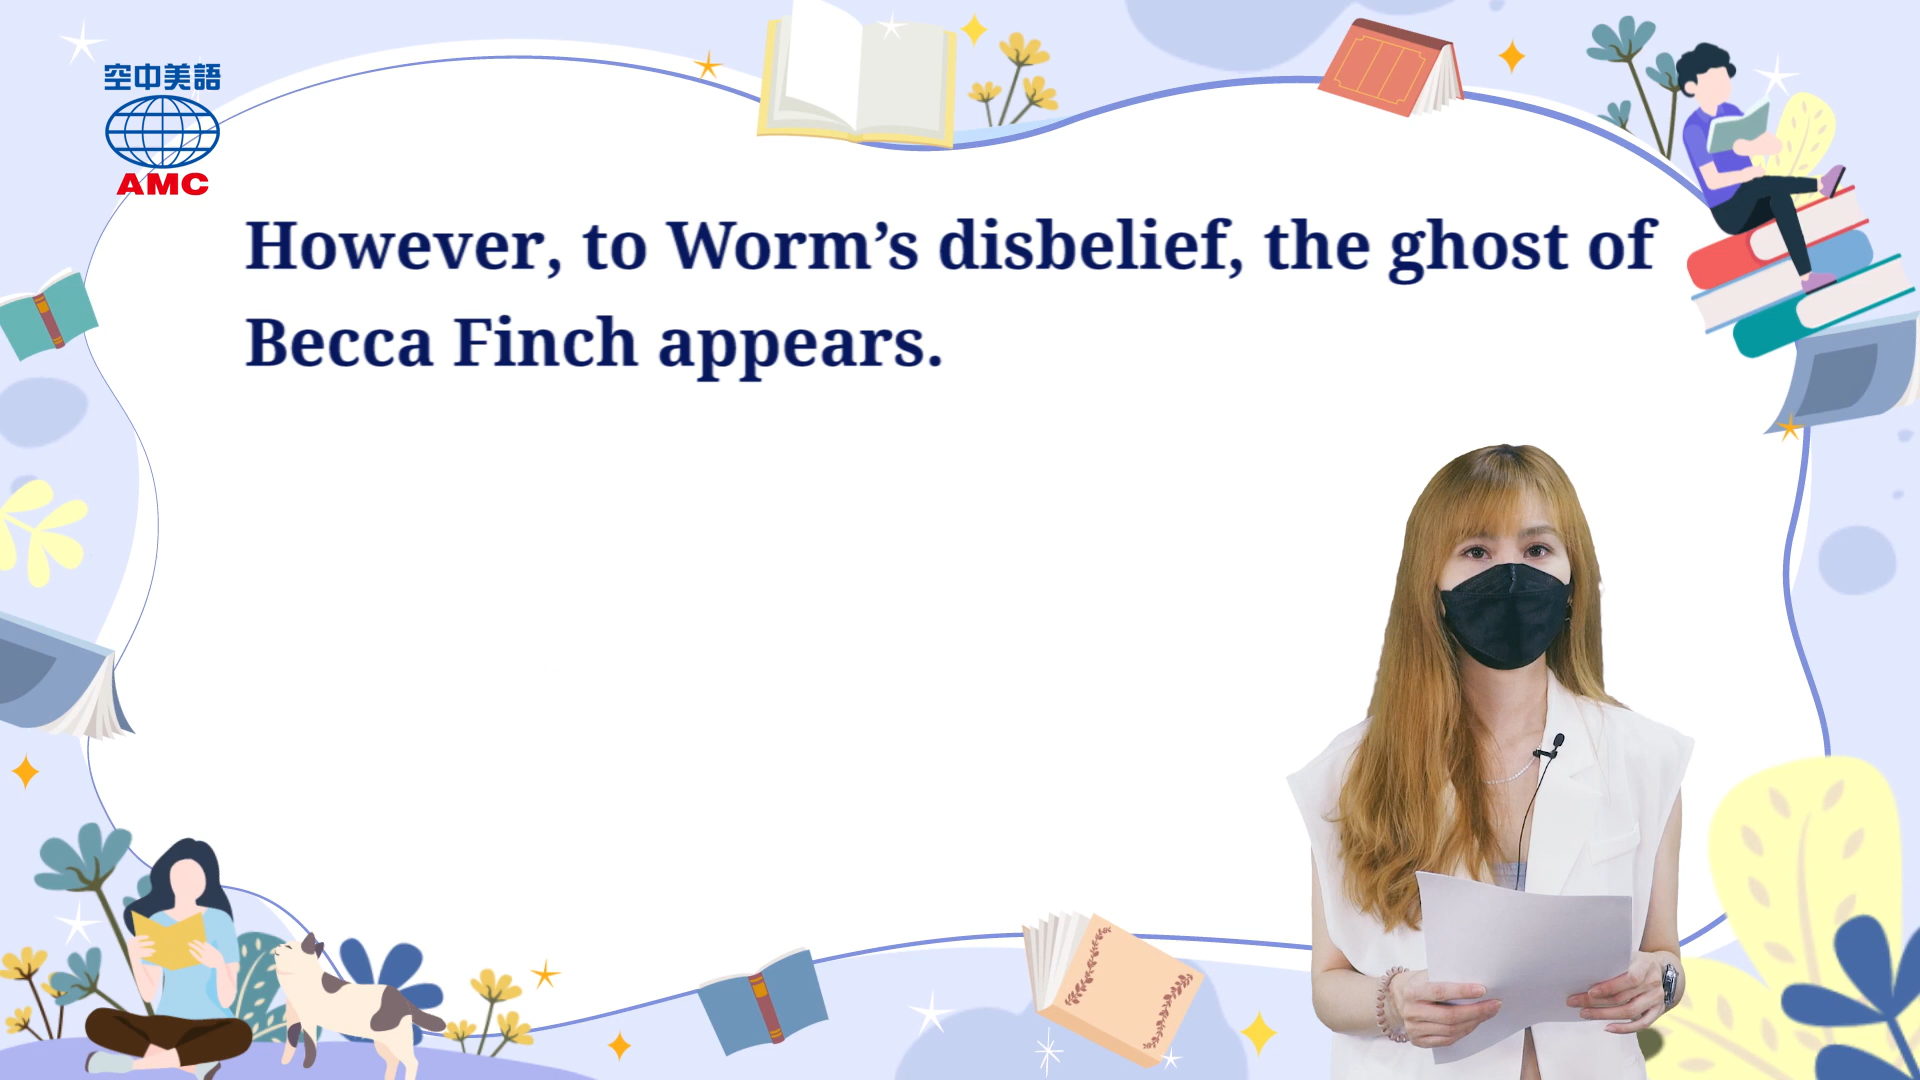 空中美語
AMC
However, to Worm’s disbelief, the ghost of
Becca Finch appears.